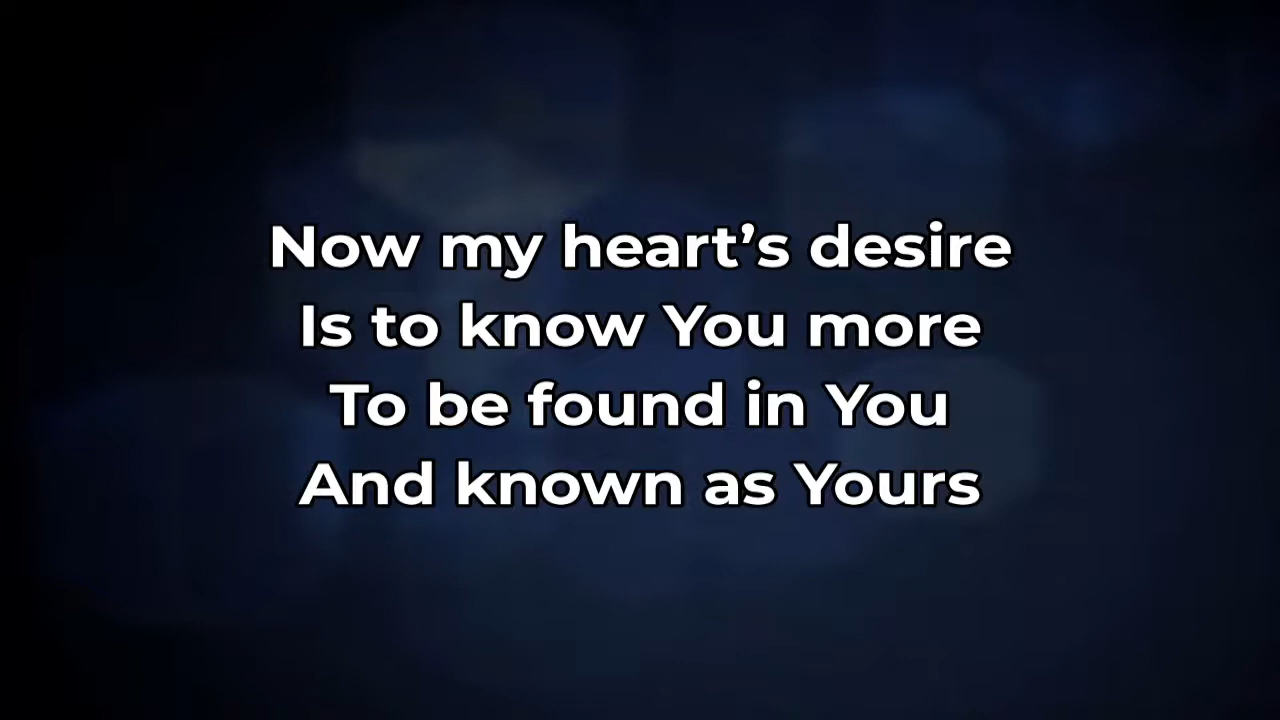 Now my heart’s desire
Is to know You more
To be found in You
And known as Yours